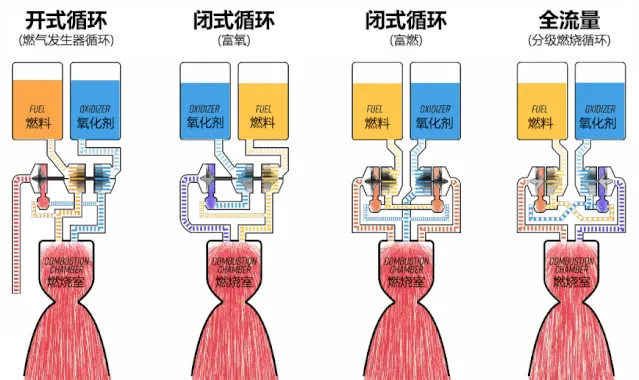 开式循环
(燃气发生器循环)
闭式循环
(富氧)
闭式循环
(富燃)
全流量
(分级燃烧循环)
FUEL
燃料
OXIDIZER
氧化剂
OXIDIZER
氧化剂
FUEL
燃料
FUEL
燃料
OXIDIZER
氧化剂
FUEL
燃料
OXIDIZER
氧化剂
COMBUSTION
CHAMBER
燃烧室
COMBUSTION
CHAMBER
燃烧室
COMBUSTION
CHAMBER
燃烧室
COMBUSTION
CHAMBER
燃烧室